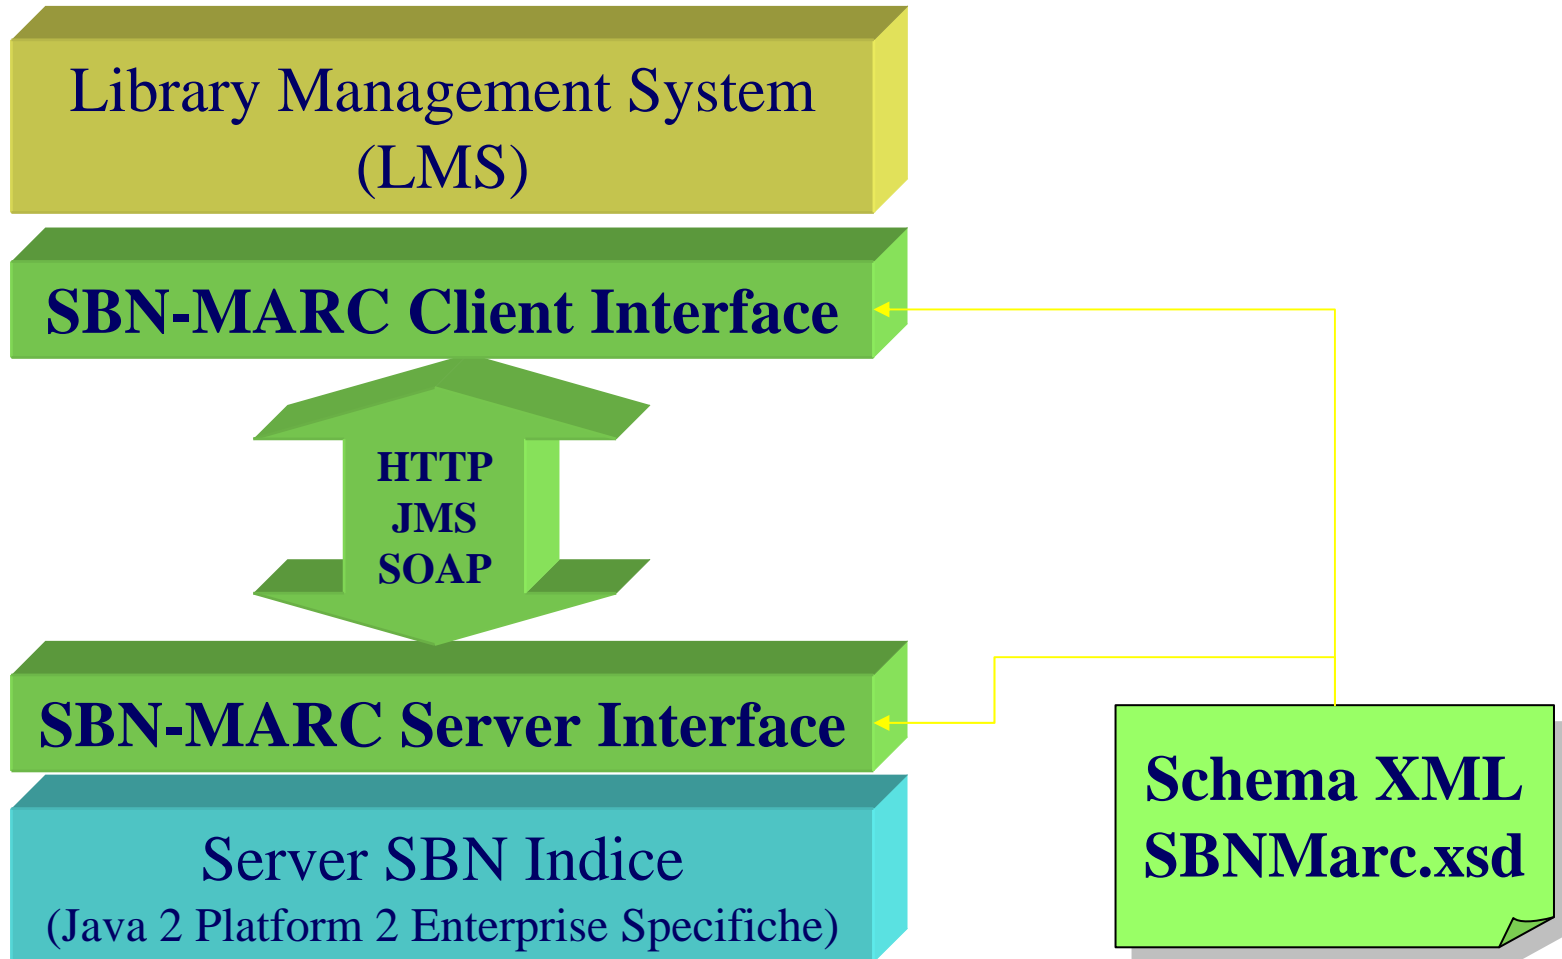 Library Management System
(LMS)
SBN-MARC Client Interface
HTTP
JMS
SOAP
SBN-MARC Server Interface
Schema XML
SBNMarc.xsd
Server SBN Indice
(Java 2 Platform 2 Enterprise Specifiche)